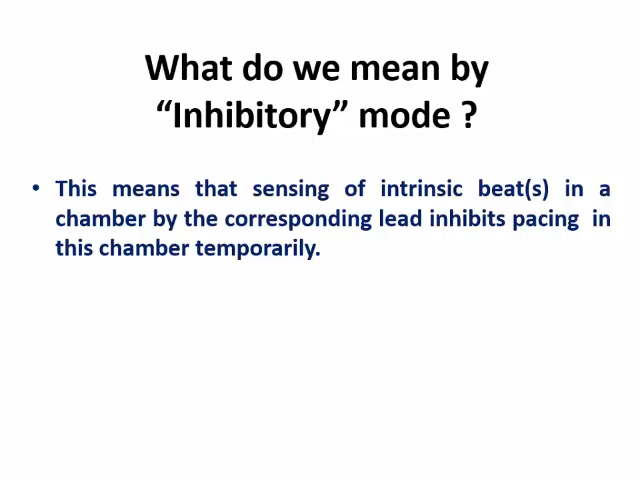 What do we mean by
“Inhibitory” mode ?
• This means that sensing of intrinsic beat(s) in a
chamber by the corresponding lead inhibits pacing in
this chamber temporarily.